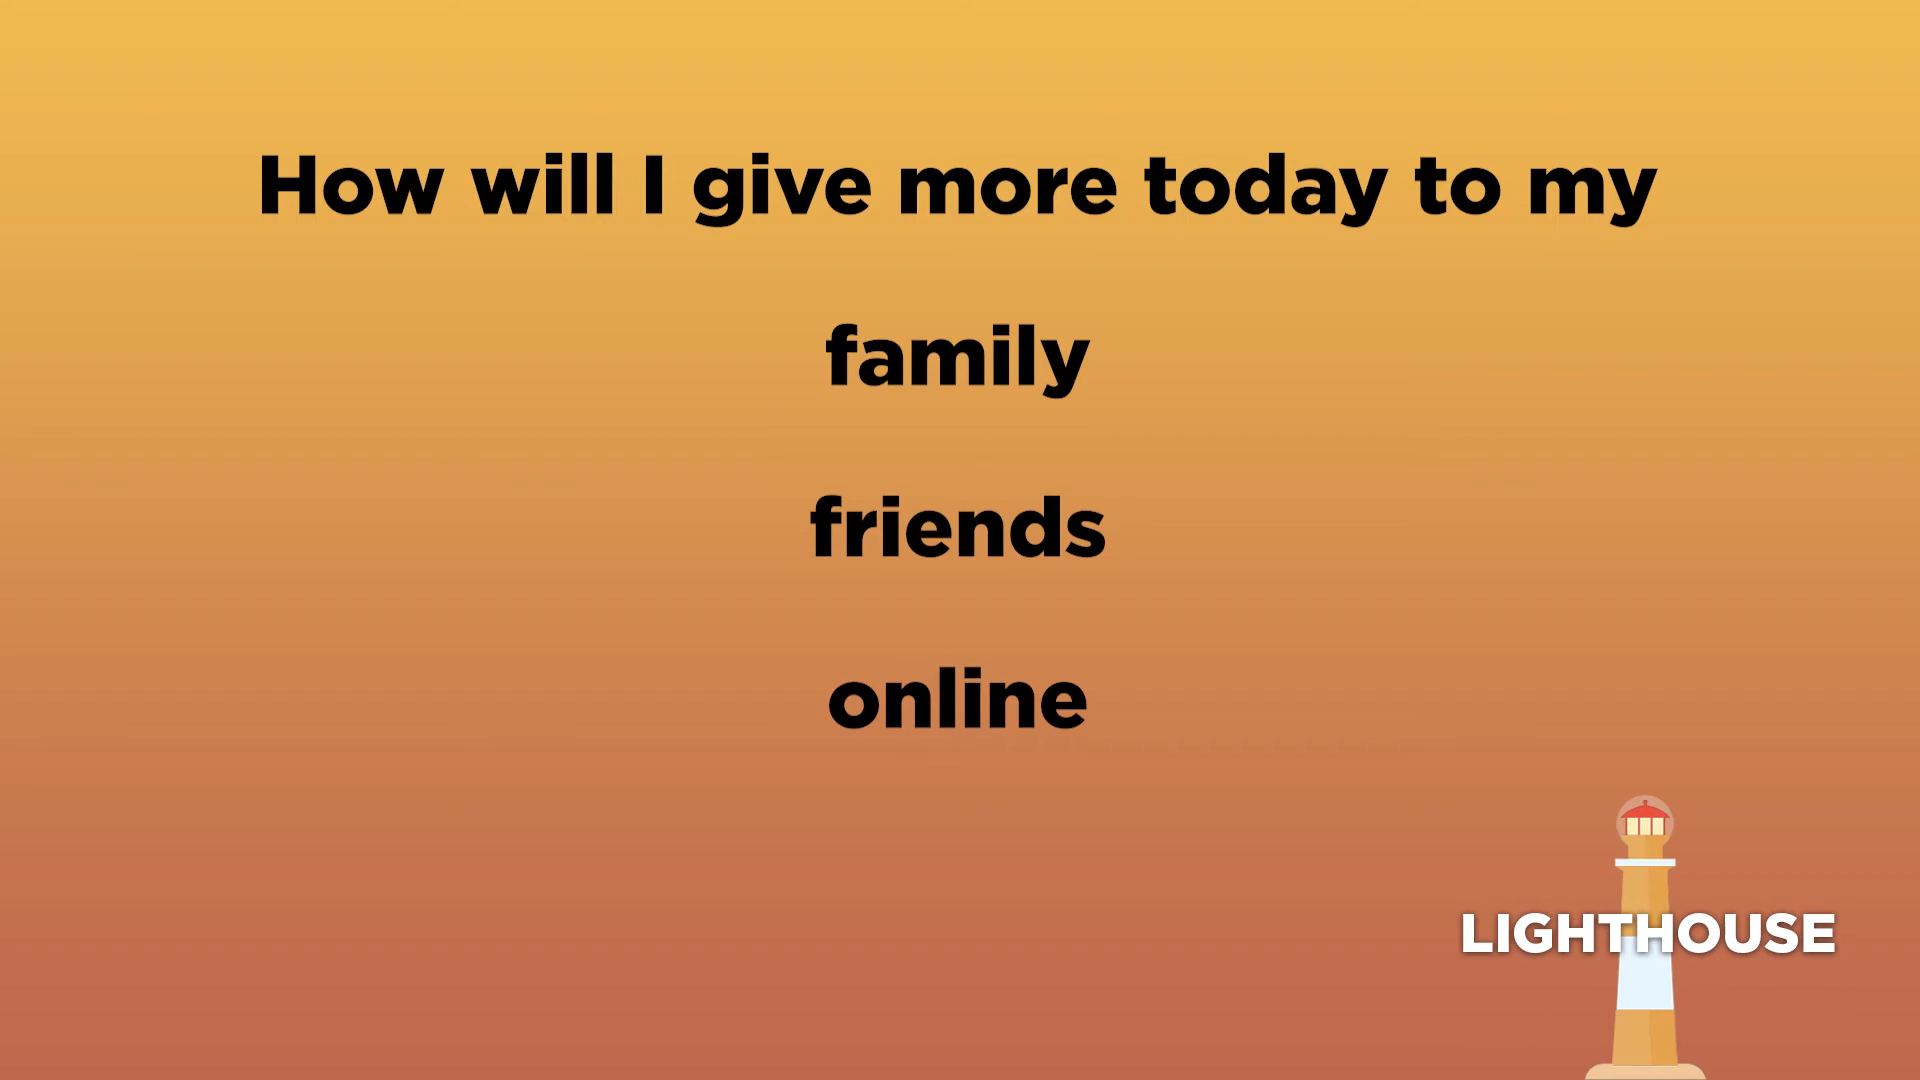 How will I give more today to my
family
friends
online
LIGHTHOUSE